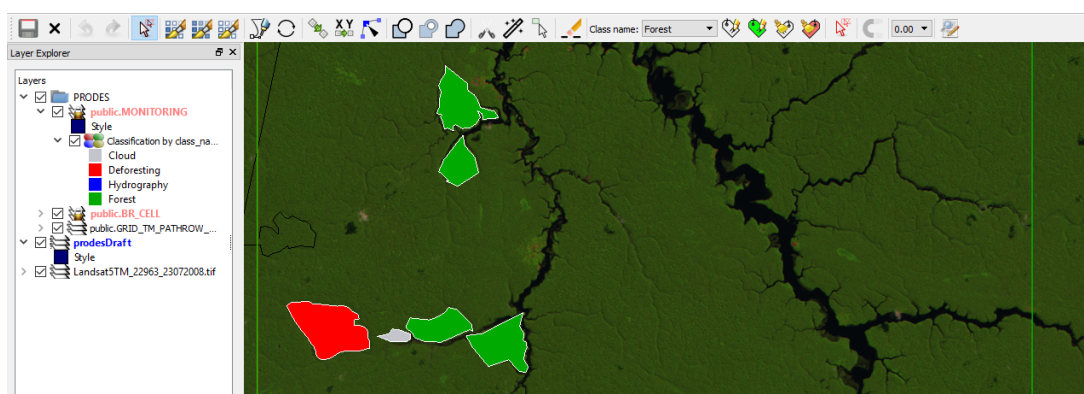 Class name: Forest
0.00
Layer Explorer
Layers
PRODES
public.MONITORING
Style
Classification by class_na...
Cloud
Deforesting
Hydrography
Forest
public.BR_CELL
public.GRID_TM_PATHROW_...
prodesDraft
Style
Landsat5TM_22963_23072008.tif